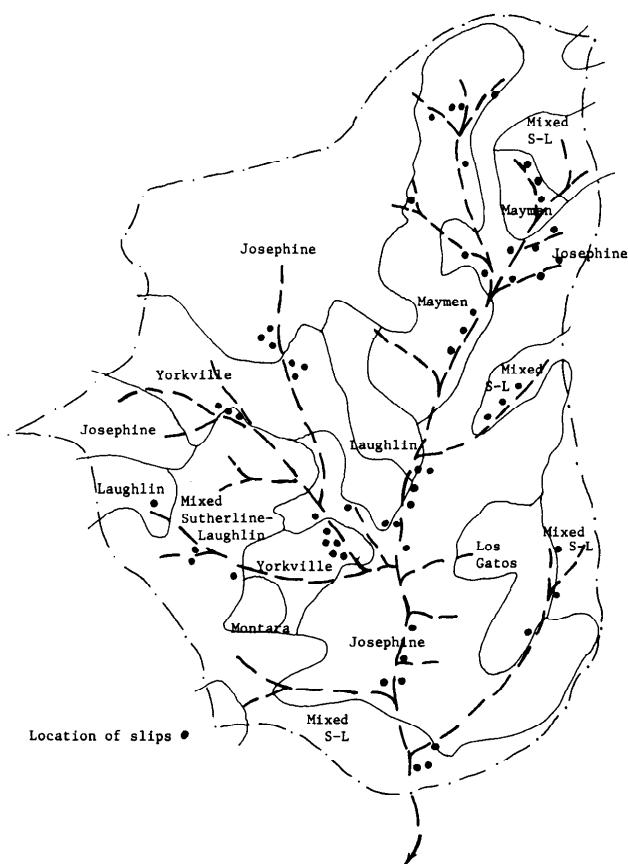 Mixed
S-L
Maymen
Josephine
Josephine
Maymen
Yorkville
Mixed
S-L
Josephine
Laughlin
Laughlin
Mixed
Sutherline-
Laughlin
Mixed
S-L
Los
Gatos
Yorkville
Montara
Josephine
Mixed
S-L
Location of slips